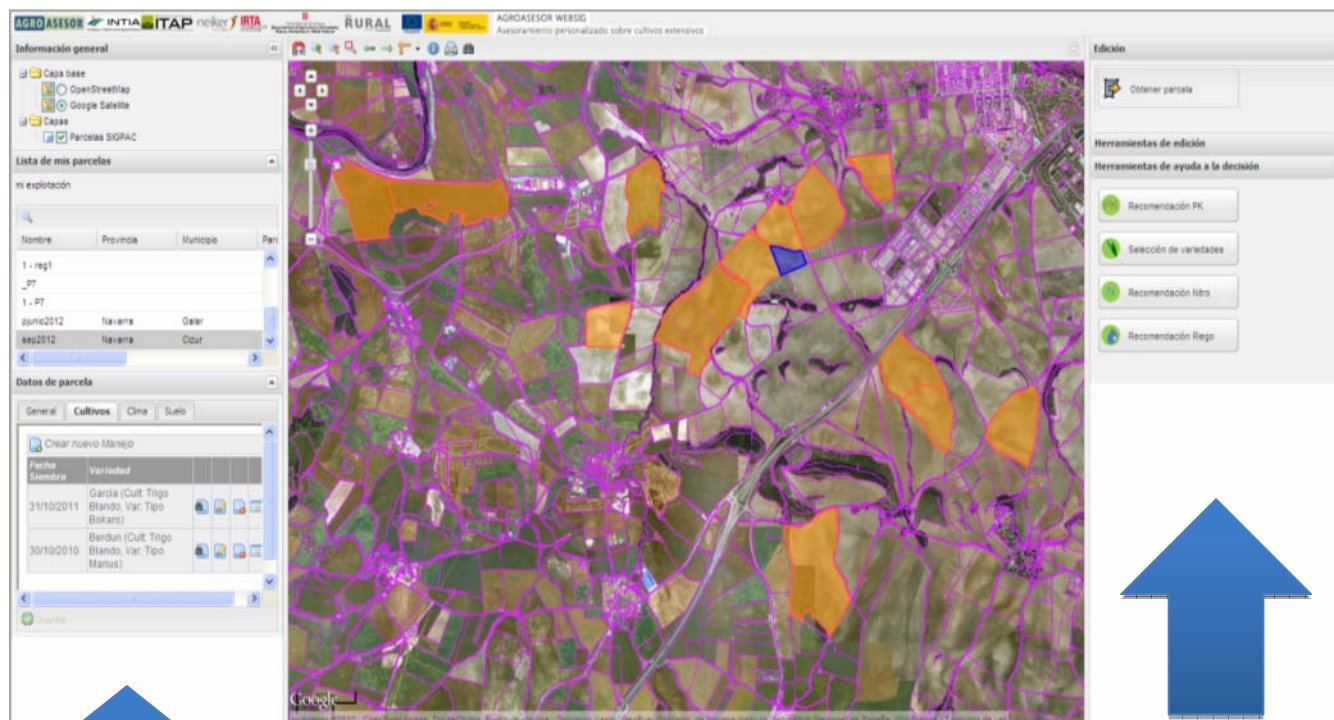 AGROASESOR INTIA ITAP neiker IRTA RURAL
AGROASESOR WEBSIG
Asesoramiento personalizado sobre cultivos extensivos
Información general
Capa base
OpenStreetMap
Google Satellite
Capas
Parcelas SIGPAC
Lista de mis parcelas
mi explotación
Nombre Provincia Municipio Parc
1 - reg1
_P7
1 - P7
pjunio2012 Navarra Galar
sep2012 Navarra Cizur
Datos de parcela
General Cultivos Clima Suelo
Crear nuevo Manejo
Fecha Siembra Variedad
31/10/2011 Garcia (Cult: Trigo
Blando, Var: Tipo
Bokaro)
30/10/2010 Berdun (Cult: Trigo
Blando, Var: Tipo
Marius)
Guardar
Google
Edición
Obtener parcela
Herramientas de edición
Herramientas de ayuda a la decisión
Recomendación PK
Selección de variedades
Recomendación Nitro
Recomendación Riego